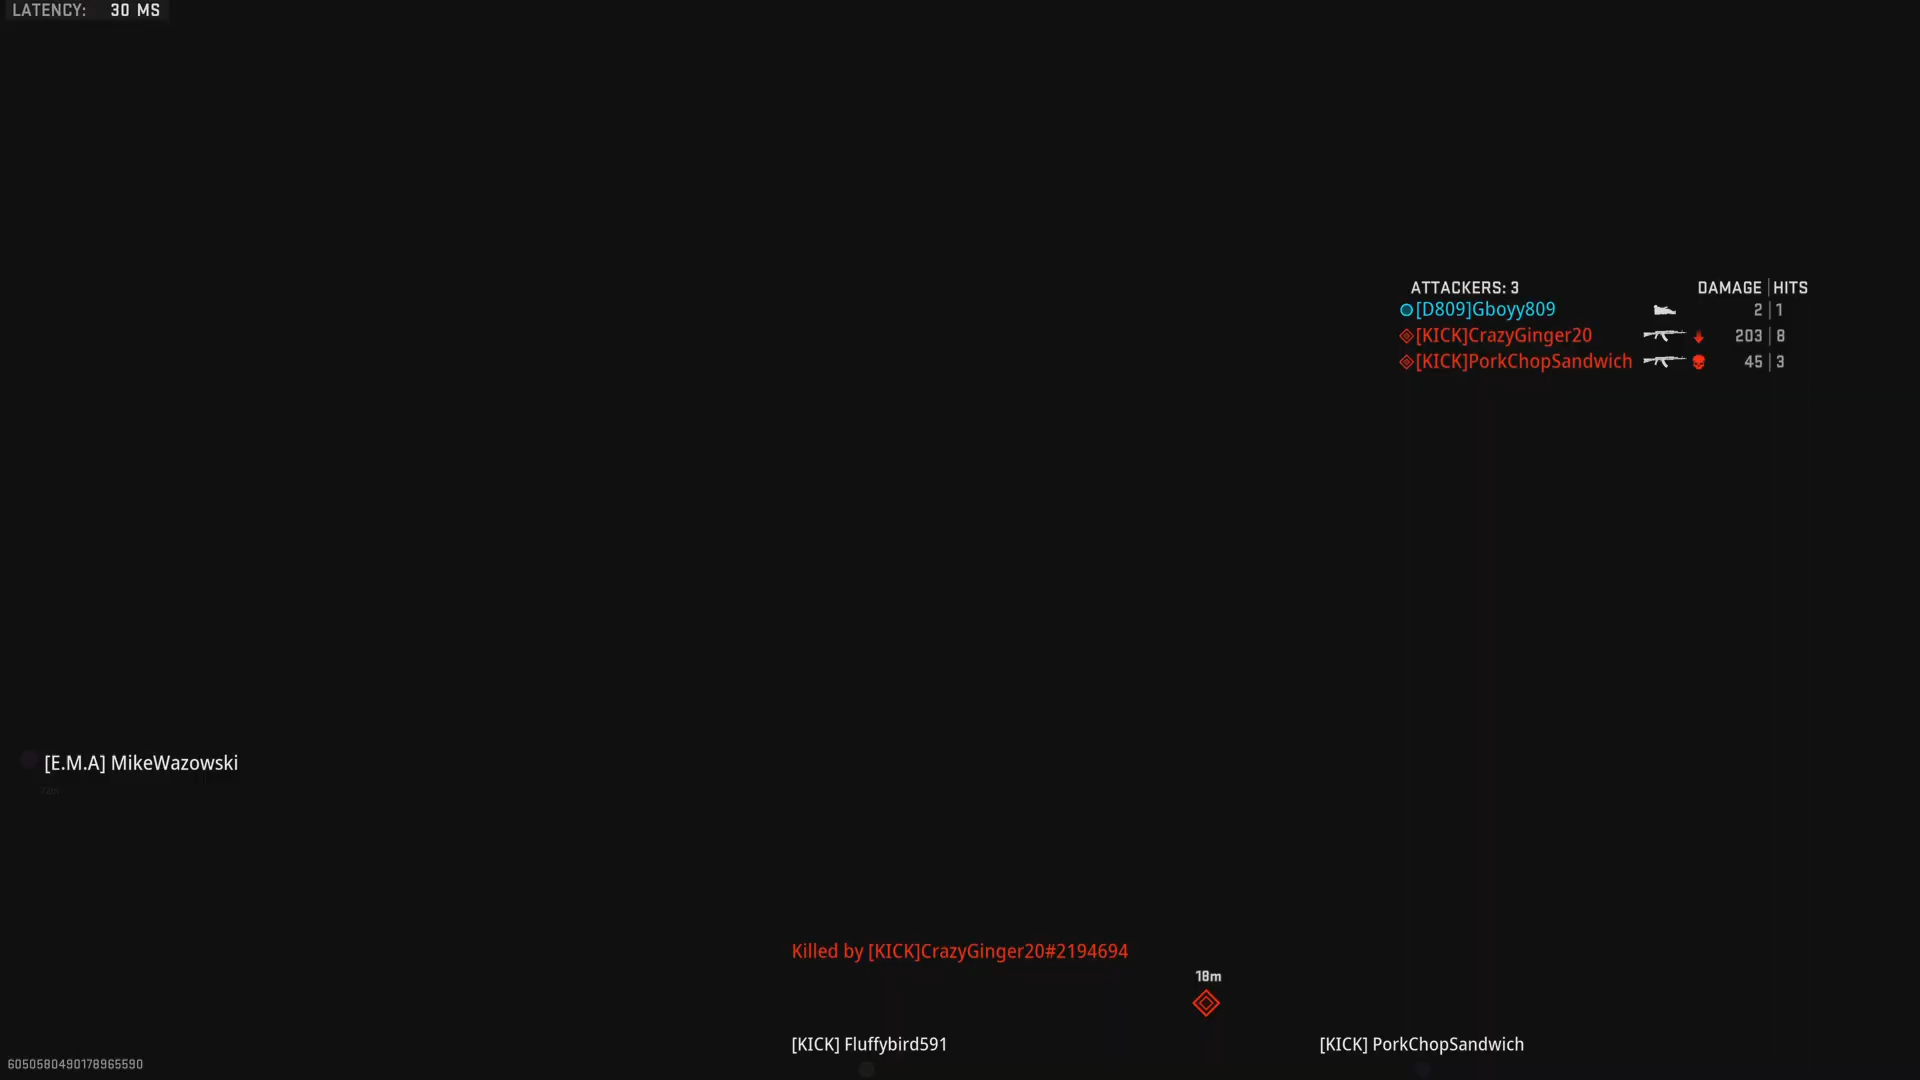 LATENCY: 30 MS
ATTACKERS: 3 DAMAGE | HITS
[D809]Gboyy809 2 | 1
[KICK]CrazyGinger20 203 | 8
[KICK]PorkChopSandwich 45 | 3
[E.M.A] MikeWazowski
Killed by [KICK]CrazyGinger20#2194694
18m
[KICK] Fluffybird591 [KICK] PorkChopSandwich
6050580490178965590